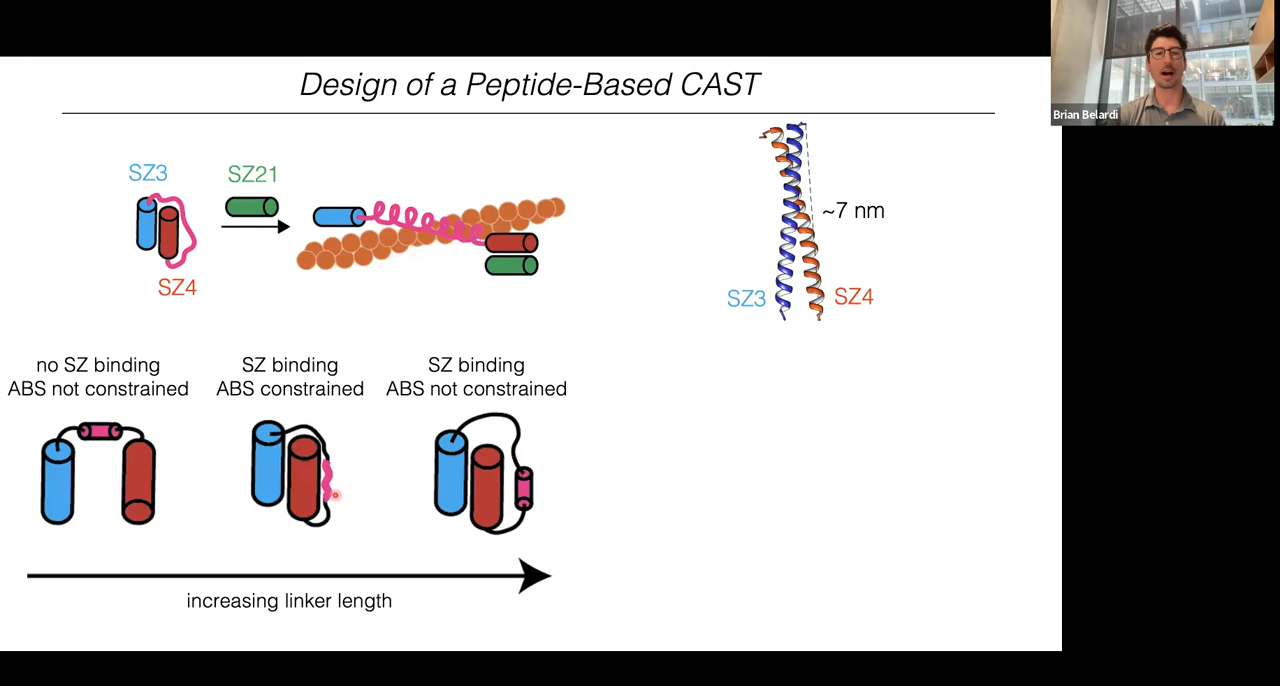 Design of a Peptide-Based CAST
Brian Belardi
SZ3
SZ21
SZ4
~7 nm
SZ3
SZ4
no SZ binding
ABS not constrained
SZ binding
ABS constrained
SZ binding
ABS not constrained
increasing linker length